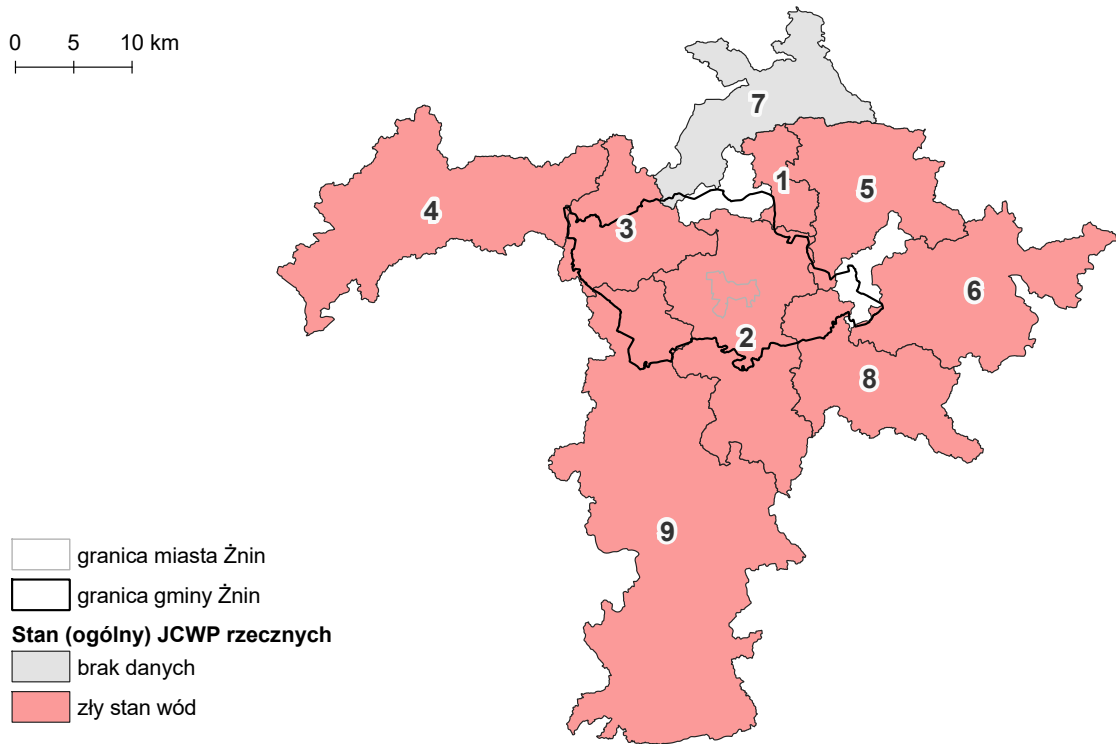 0 5 10 km
7
1
5
4
3
6
2
8
9
granica miasta Żnin
granica gminy Żnin
Stan (ogólny) JCWP rzecznych
brak danych
zły stan wód